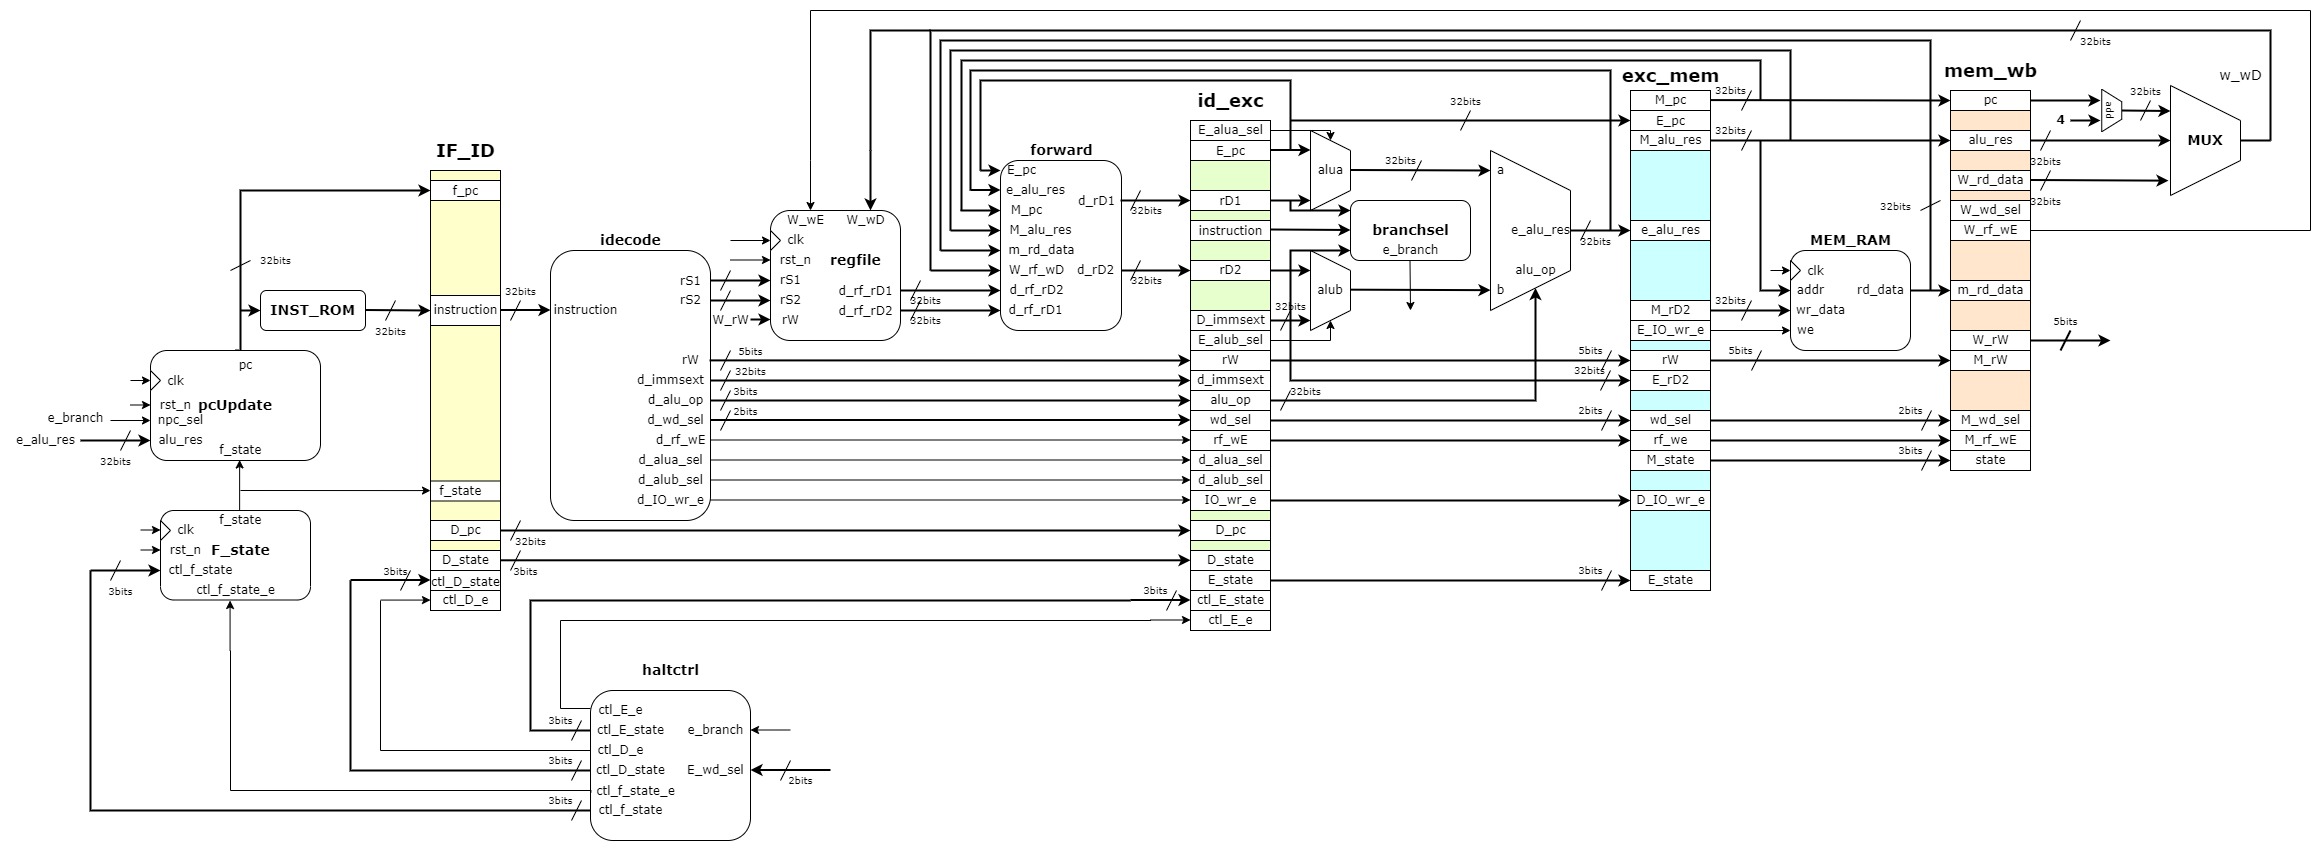 32bits
w_wD
mem_wb
exc_mem
id_exc
IF_ID
forward
idecode
MEM_RAM
32bits
32bits
M_pc
E_pc
M_alu_res
32bits
e_alu_res
M_rD2
32bits
E_IO_wr_e
5bits
rW
5bits
32bits
E_rD2
2bits
wd_sel
rf_we
M_state
D_IO_wr_e
3bits
E_state
pc
alu_res
W_rd_data
W_wd_sel
W_rf_wE
m_rd_data
W_rW
M_rW
2bits
M_wd_sel
M_rf_wE
3bits
state
5bits
add
4
32bits
MUX
32bits
32bits
32bits
clk
addr
rd_data
wr_data
we
E_alua_sel
E_pc
rD1
instruction
rD2
D_immsext
E_alub_sel
rW
d_immsext
alu_op
wd_sel
rf_wE
d_alua_sel
d_alub_sel
IO_wr_e
D_pc
D_state
E_state
3bits
ctl_E_state
ctl_E_e
alua
32bits
branchsel
e_branch
alub
32bits
32bits
a
e_alu_res
alu_op
b
32bits
E_pc
e_alu_res
M_pc
d_rD1
M_alu_res
m_rd_data
W_rf_wD
d_rD2
d_rf_rD2
d_rf_rD1
32bits
32bits
W_wE
W_wD
clk
rst_n
regfile
rS1
rS2
rW
d_rf_rD1
d_rf_rD2
32bits
32bits
W_rW
instruction
rS1
rS2
rW
5bits
d_immsext
32bits
d_alu_op
3bits
d_wd_sel
2bits
d_rf_wE
d_alua_sel
d_alub_sel
d_IO_wr_e
f_pc
instruction
32bits
f_state
D_pc
32bits
D_state
3bits
3bits
ctl_D_state
ctl_D_e
32bits
INST_ROM
32bits
pc
clk
rst_n
pcUpdate
e_branch
npc_sel
e_alu_res
alu_res
32bits
f_state
f_state
clk
rst_n
F_state
ctl_f_state
3bits
ctl_f_state_e
haltctrl
ctl_E_e
3bits
ctl_E_state
e_branch
ctl_D_e
3bits
ctl_D_state
E_wd_sel
2bits
ctl_f_state_e
3bits
ctl_f_state